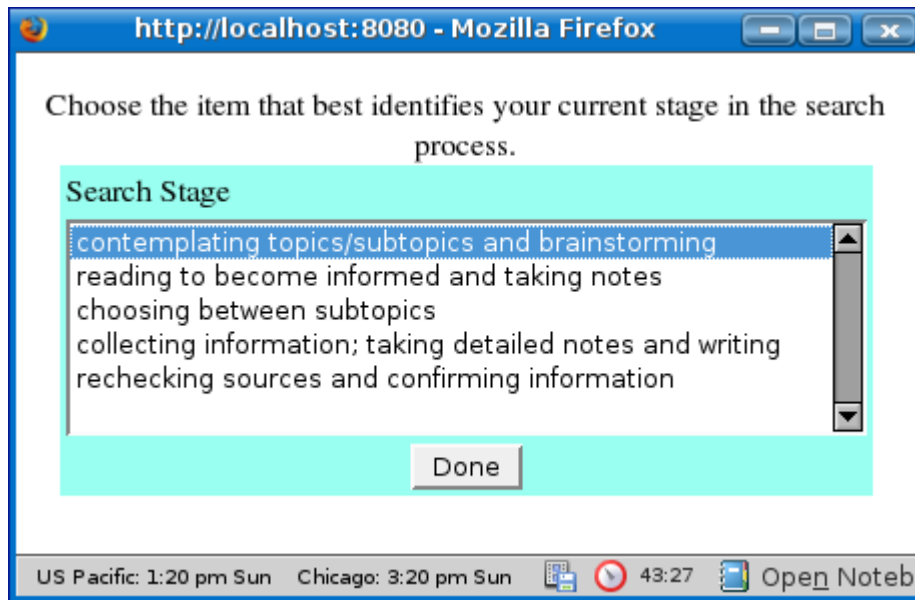 http://localhost:8080 - Mozilla Firefox
Choose the item that best identifies your current stage in the search
process.
Search Stage
contemplating topics/subtopics and brainstorming
reading to become informed and taking notes
choosing between subtopics
collecting information; taking detailed notes and writing
rechecking sources and confirming information
Done
US Pacific: 1:20 pm Sun Chicago: 3:20 pm Sun 43:27 Open Noteb